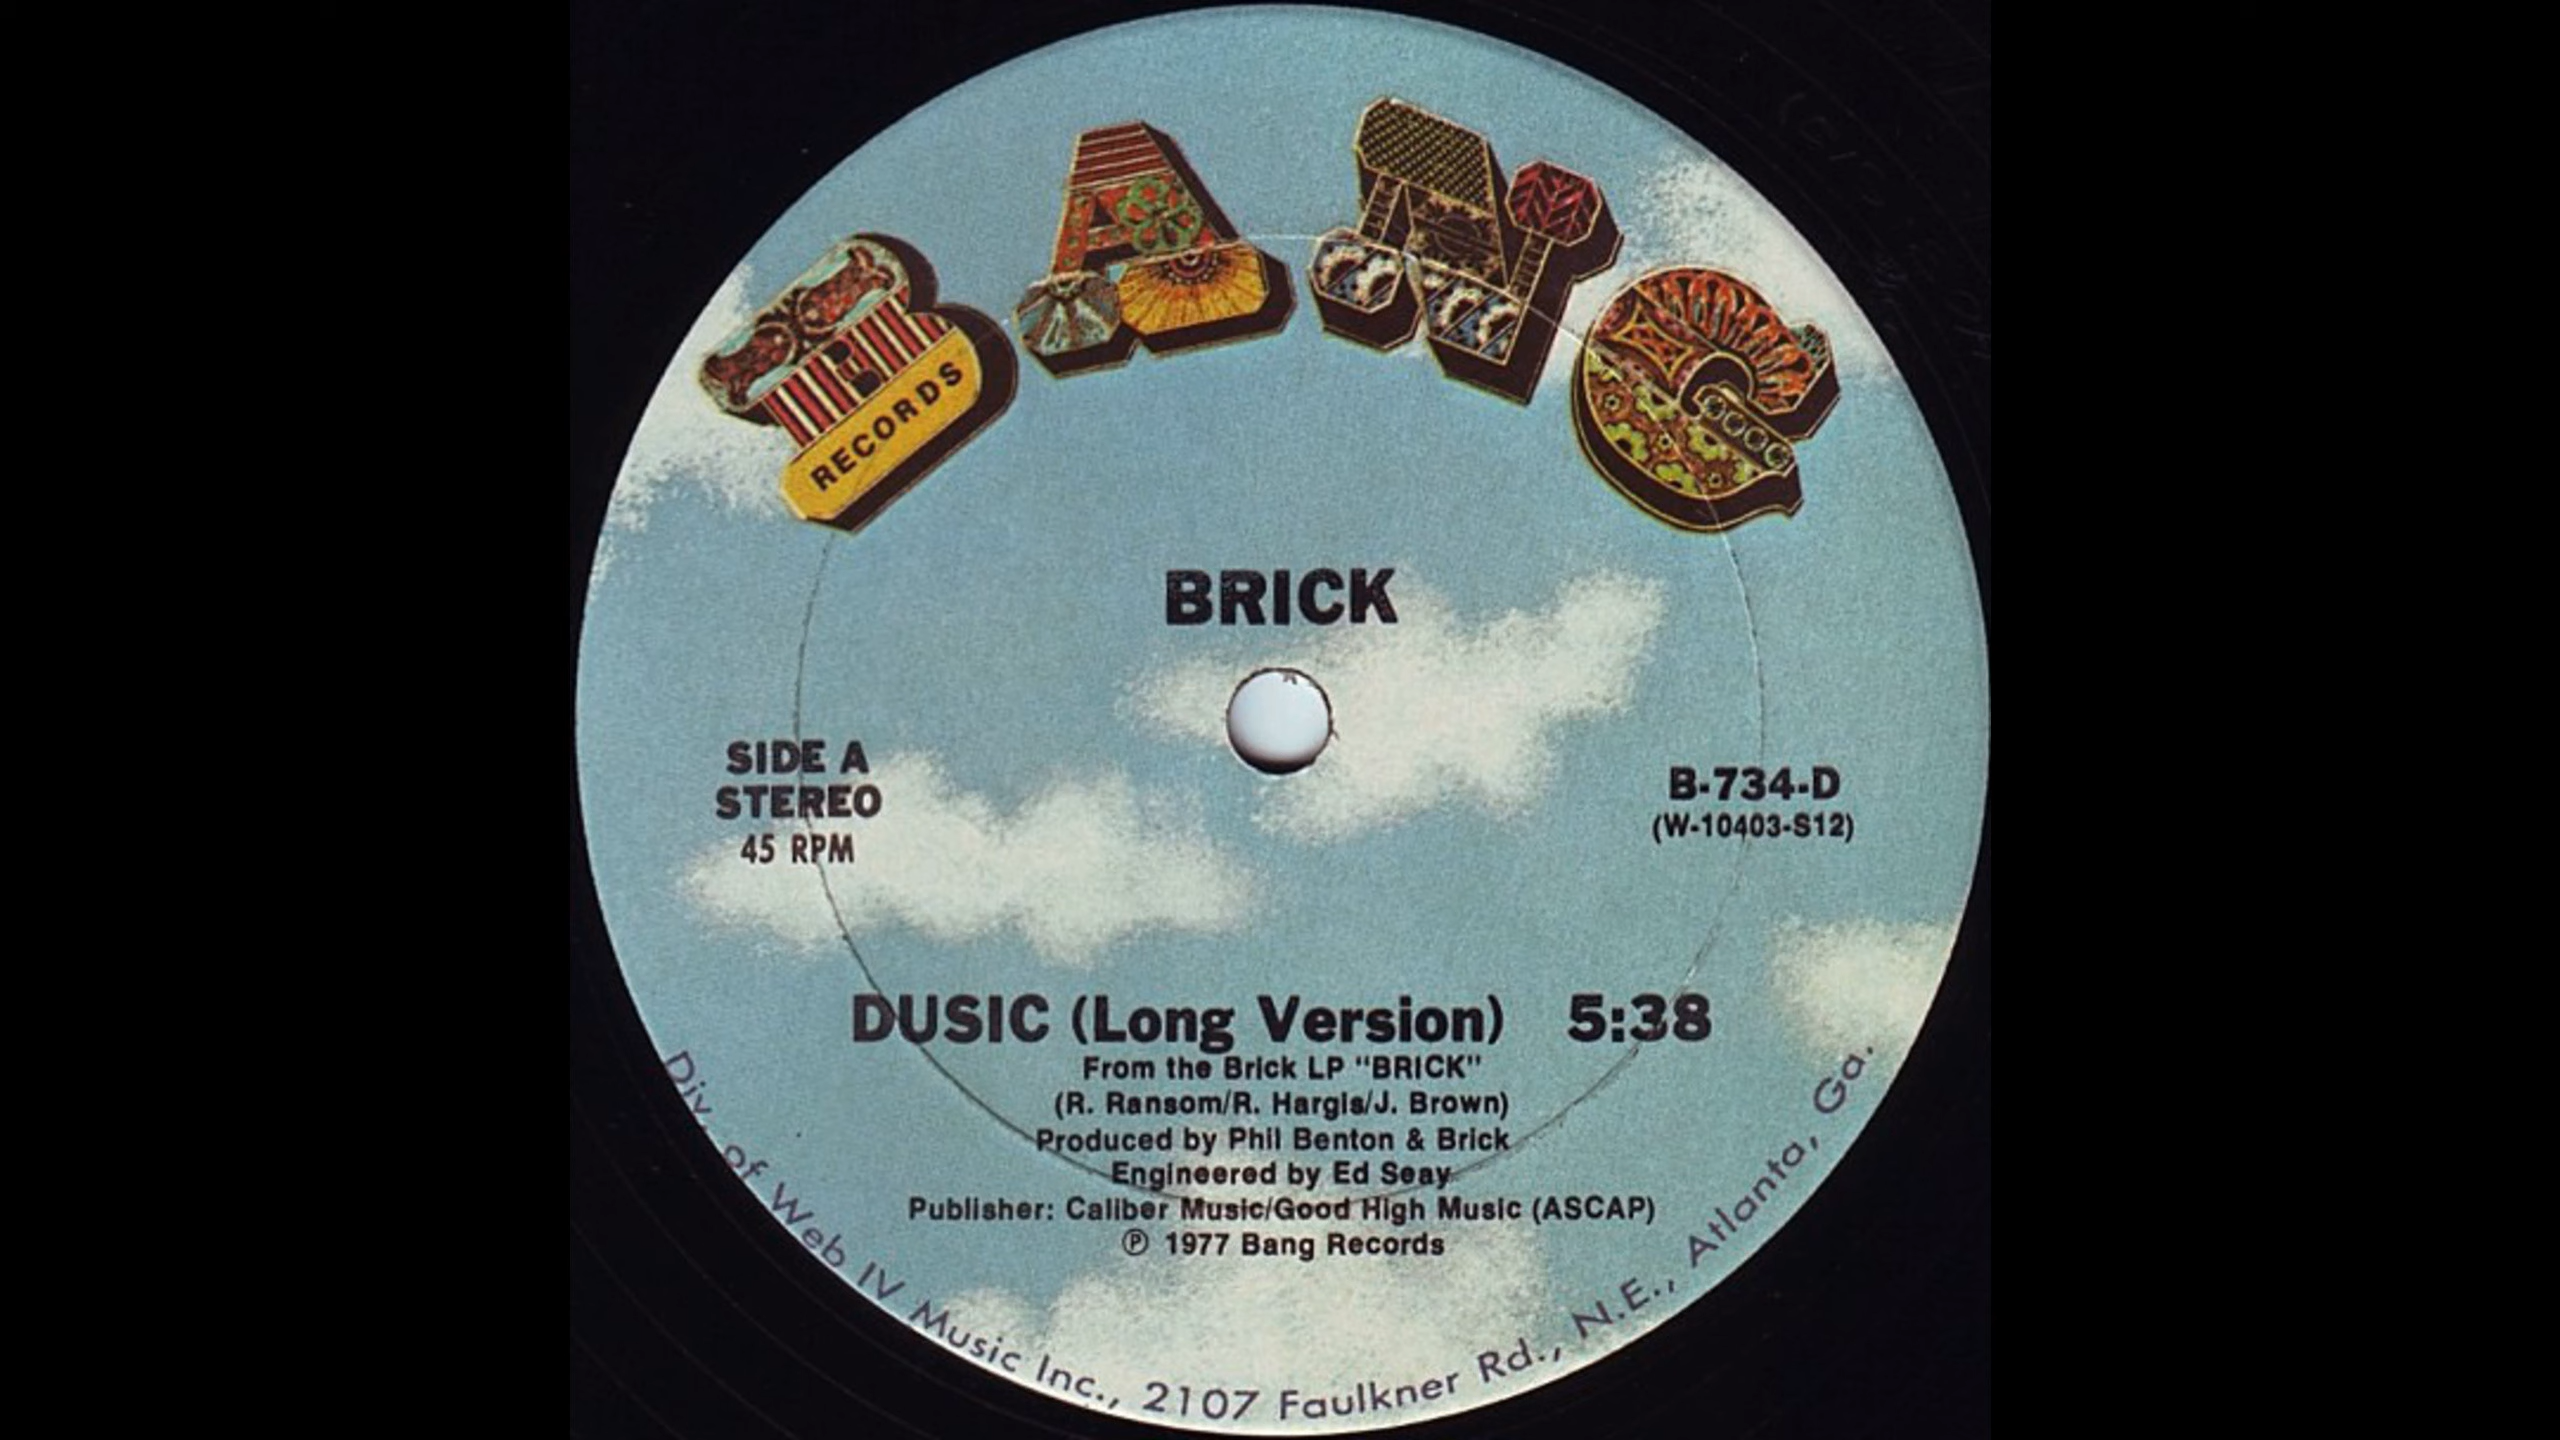 BANG
RECORDS
BRICK
SIDE A
STEREO
45 RPM
B-734-D
(W-10403-S12)
DUSIC (Long Version) 5:38
From the Brick LP "BRICK"
(R. Ransom/R. Hargis/J. Brown)
Produced by Phil Benton & Brick
Engineered by Ed Seay
Publisher: Caliber Music/Good High Music (ASCAP)
℗ 1977 Bang Records
Div. of Web IV Music Inc., 2107 Faulkner Rd., N.E., Atlanta, Ga.